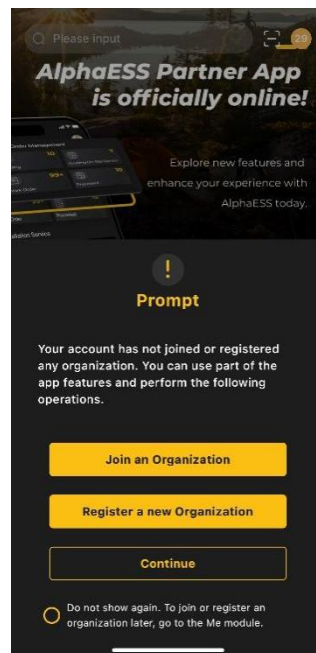 Please input
29
AlphaESS Partner App
is officially online!
Order Management
99+
Explore new features and
enhance your experience with
AlphaESS today.
Prompt
Your account has not joined or registered
any organization. You can use part of the
app features and perform the following
operations.
Join an Organization
Register a new Organization
Continue
Do not show again. To join or register an
organization later, go to the Me module.